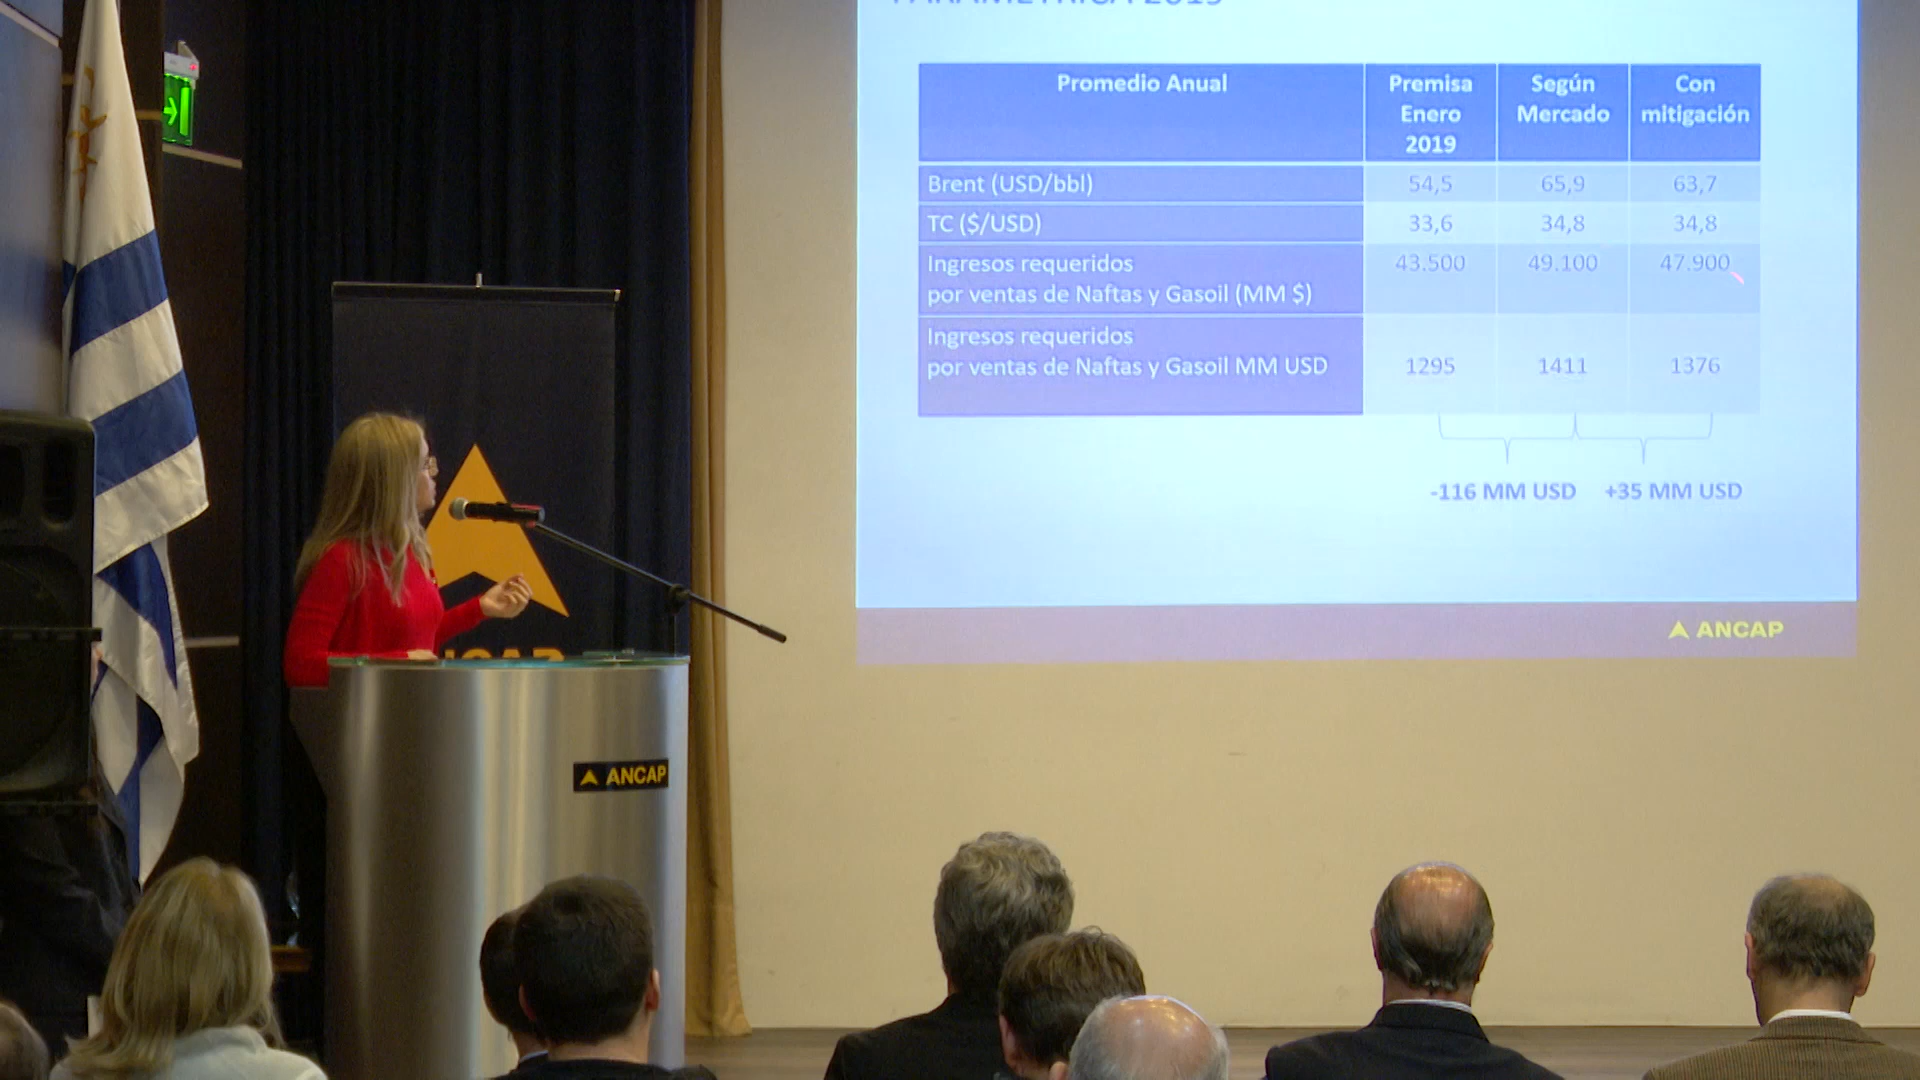 PARAMÉTRICA 2019
Promedio Anual
Premisa
Enero
2019
Según
Mercado
Con
mitigación
Brent (USD/bbl)
54,5
65,9
63,7
TC ($/USD)
33,6
34,8
34,8
Ingresos requeridos
por ventas de Naftas y Gasoil (MM $)
43.500
49.100
47.900
Ingresos requeridos
por ventas de Naftas y Gasoil MM USD
1295
1411
1376
-116 MM USD
+35 MM USD
ANCAP
NCAP
ANCAP